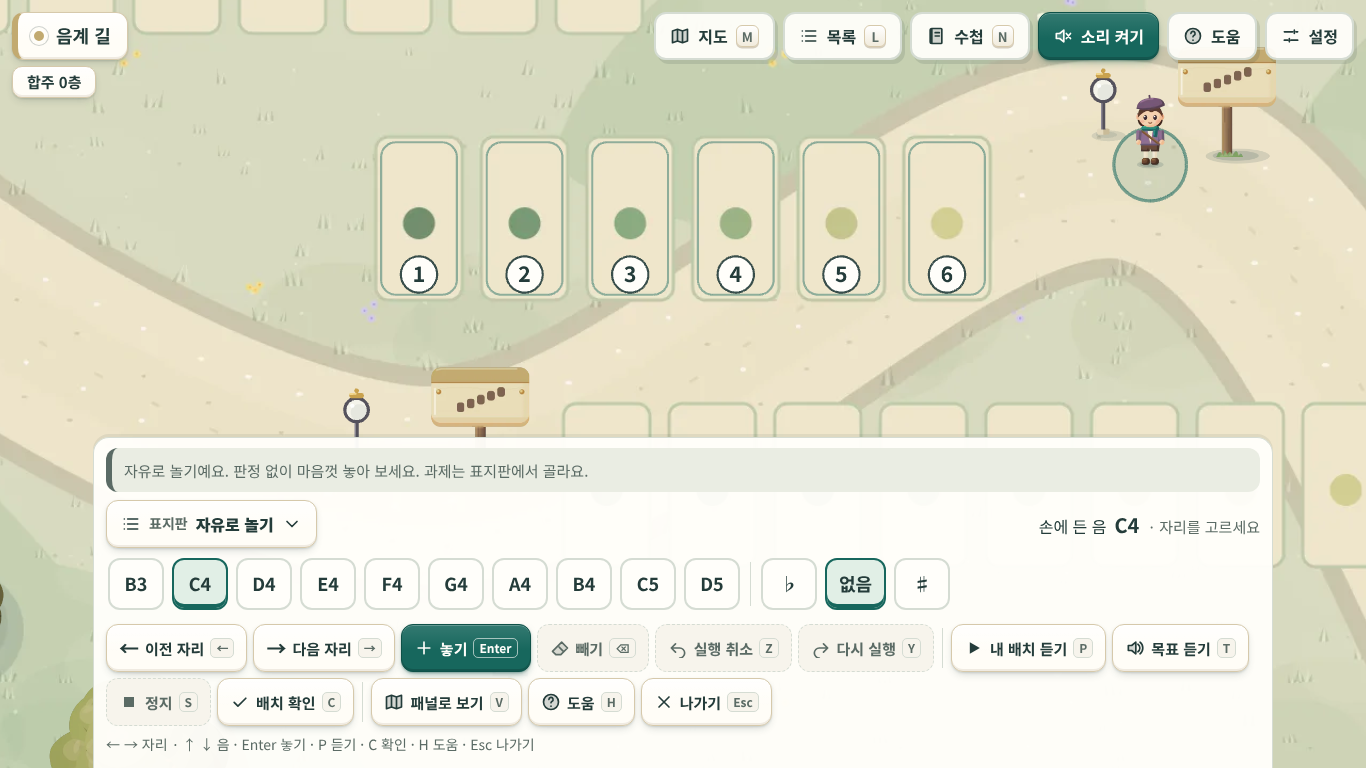 음계 길
지도 M
목록 L
수첩 N
소리 켜기
도움
설정
합주 0층
1 2 3 4 5 6
자유로 놀기예요. 판정 없이 마음껏 놓아 보세요. 과제는 표지판에서 골라요.
표지판 자유로 놀기
손에 든 음 C4 · 자리를 고르세요
B3 C4 D4 E4 F4 G4 A4 B4 C5 D5 ♭ 없음 ♯
← 이전 자리 ← → 다음 자리 → + 놓기 Enter 빼기 ⌫ 실행 취소 Z 다시 실행 Y 내 배치 듣기 P 목표 듣기 T
정지 S 배치 확인 C 패널로 보기 V 도움 H 나가기 Esc
← → 자리 · ↑ ↓ 음 · Enter 놓기 · P 듣기 · C 확인 · H 도움 · Esc 나가기